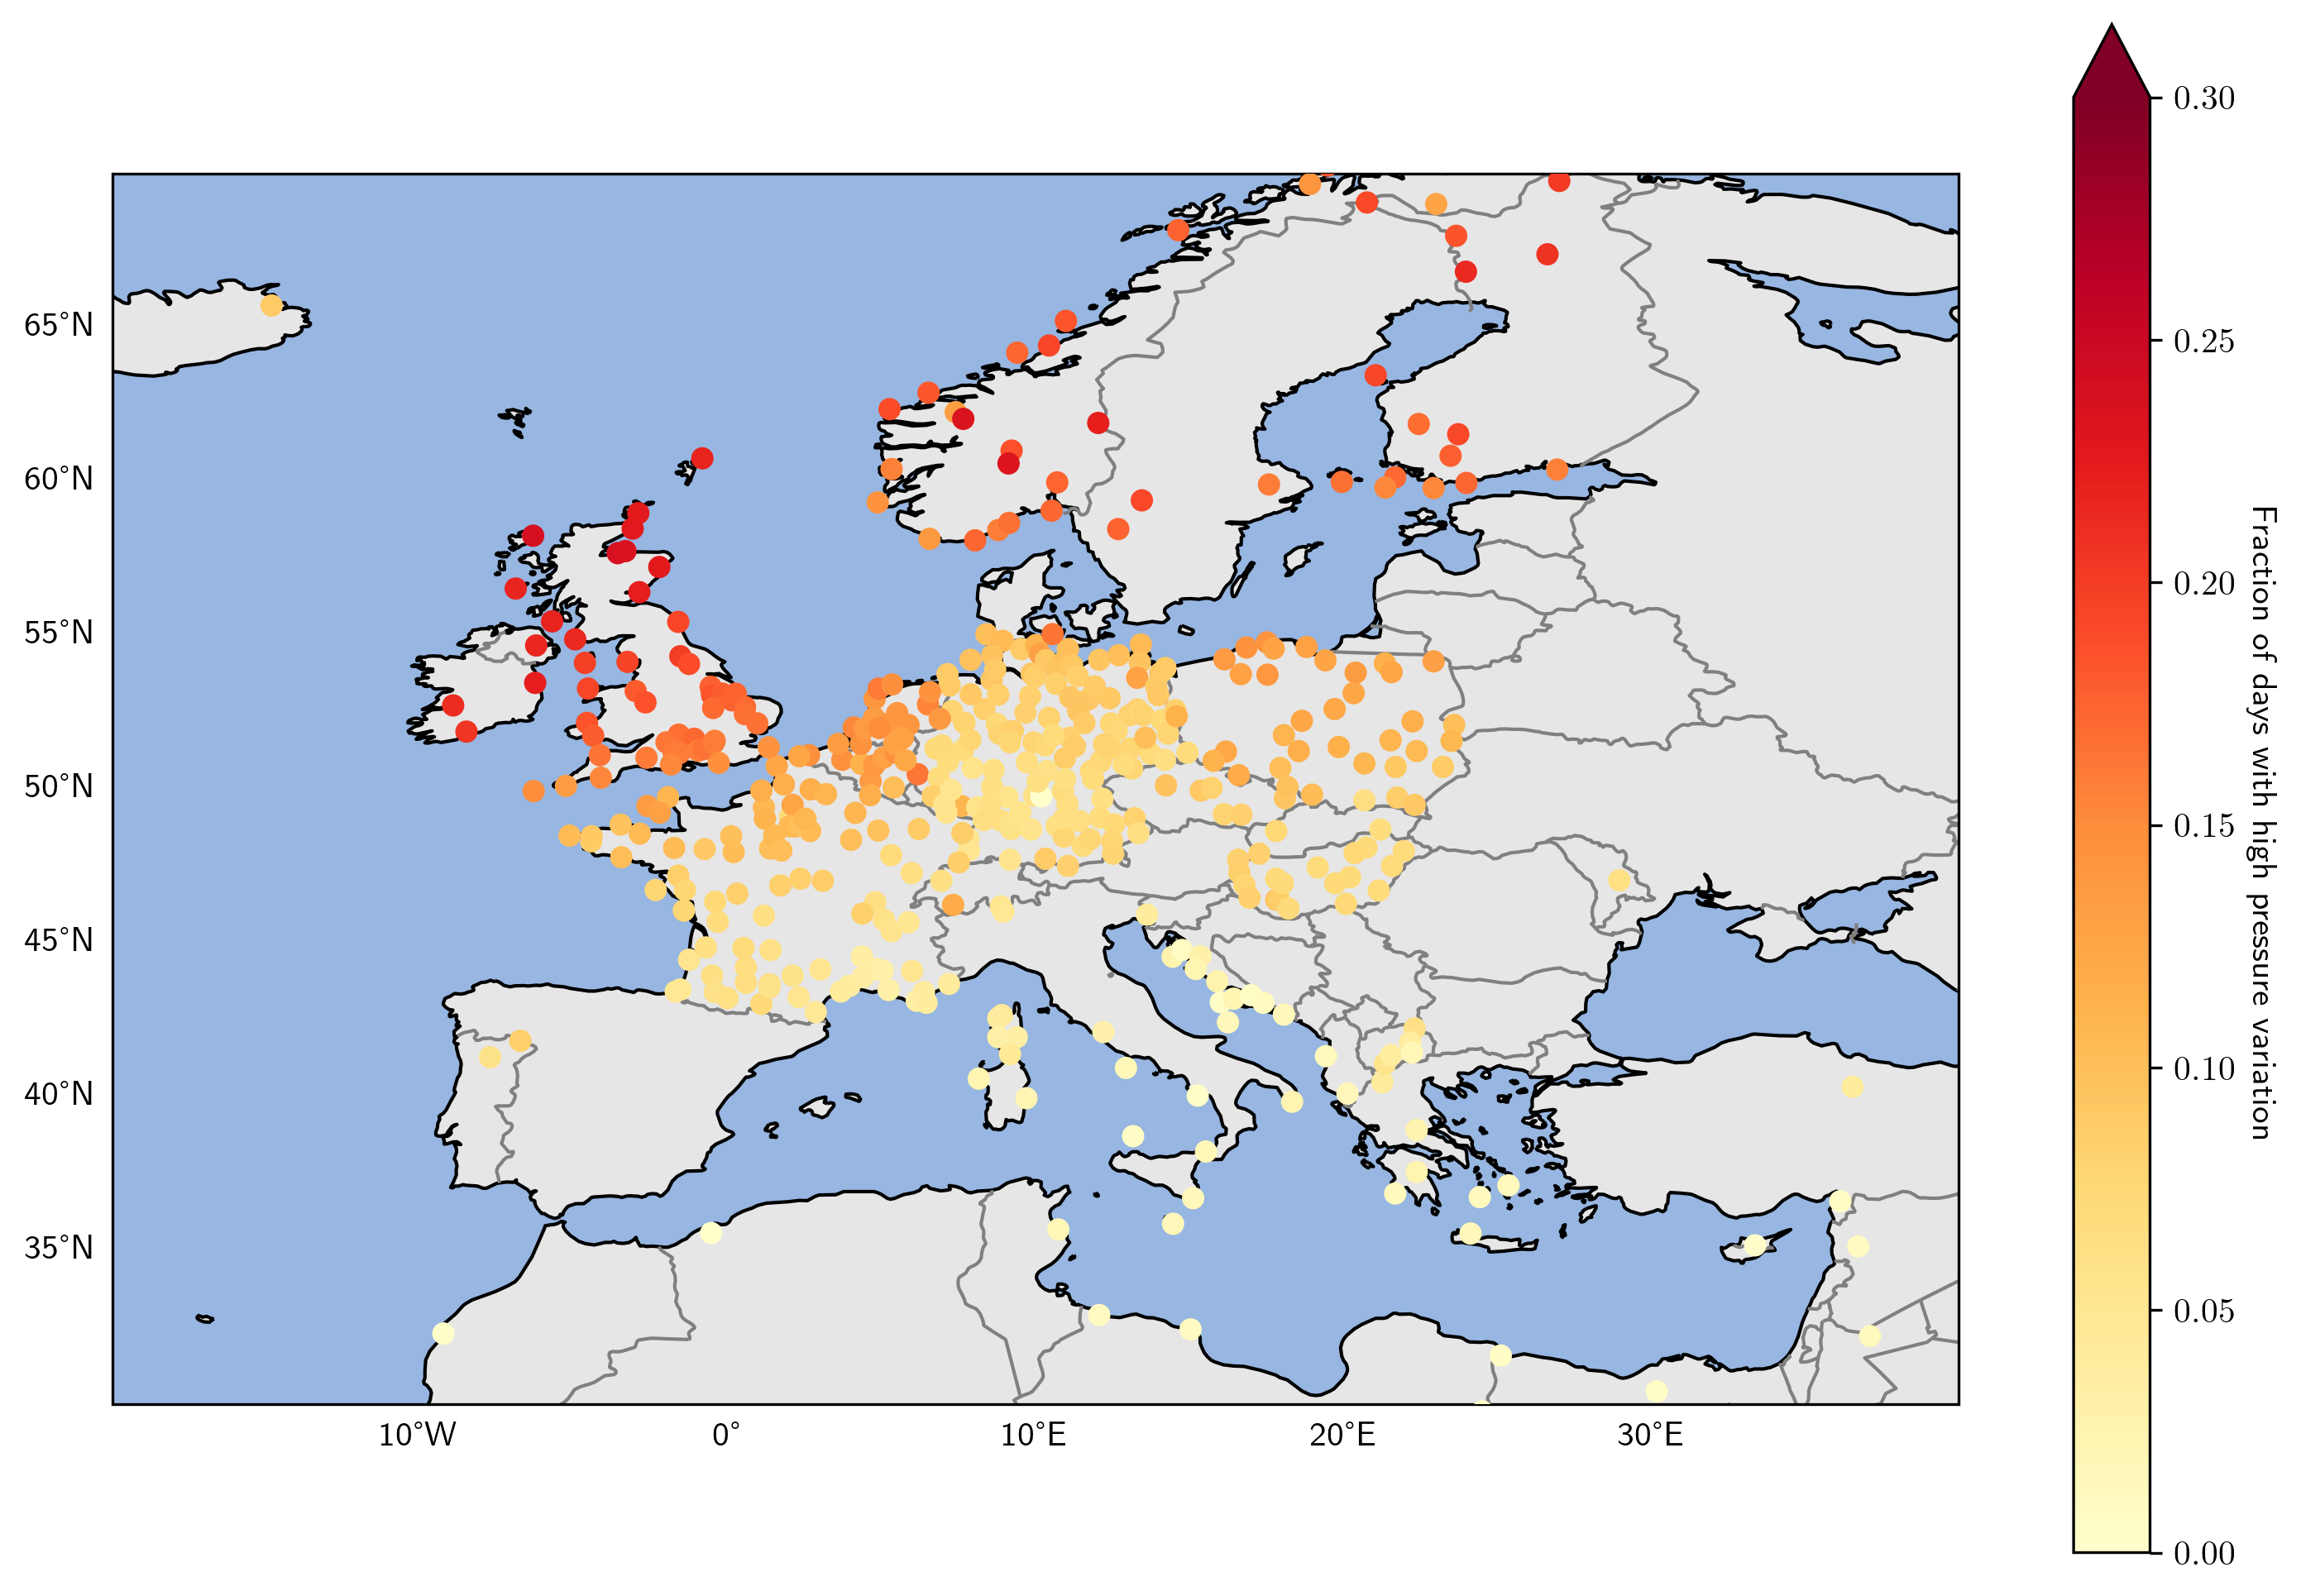 65°N
60°N
55°N
50°N
45°N
40°N
35°N
10°W
0°
10°E
20°E
30°E
0.30
0.25
0.20
0.15
0.10
0.05
0.00
Fraction of days with high pressure variation